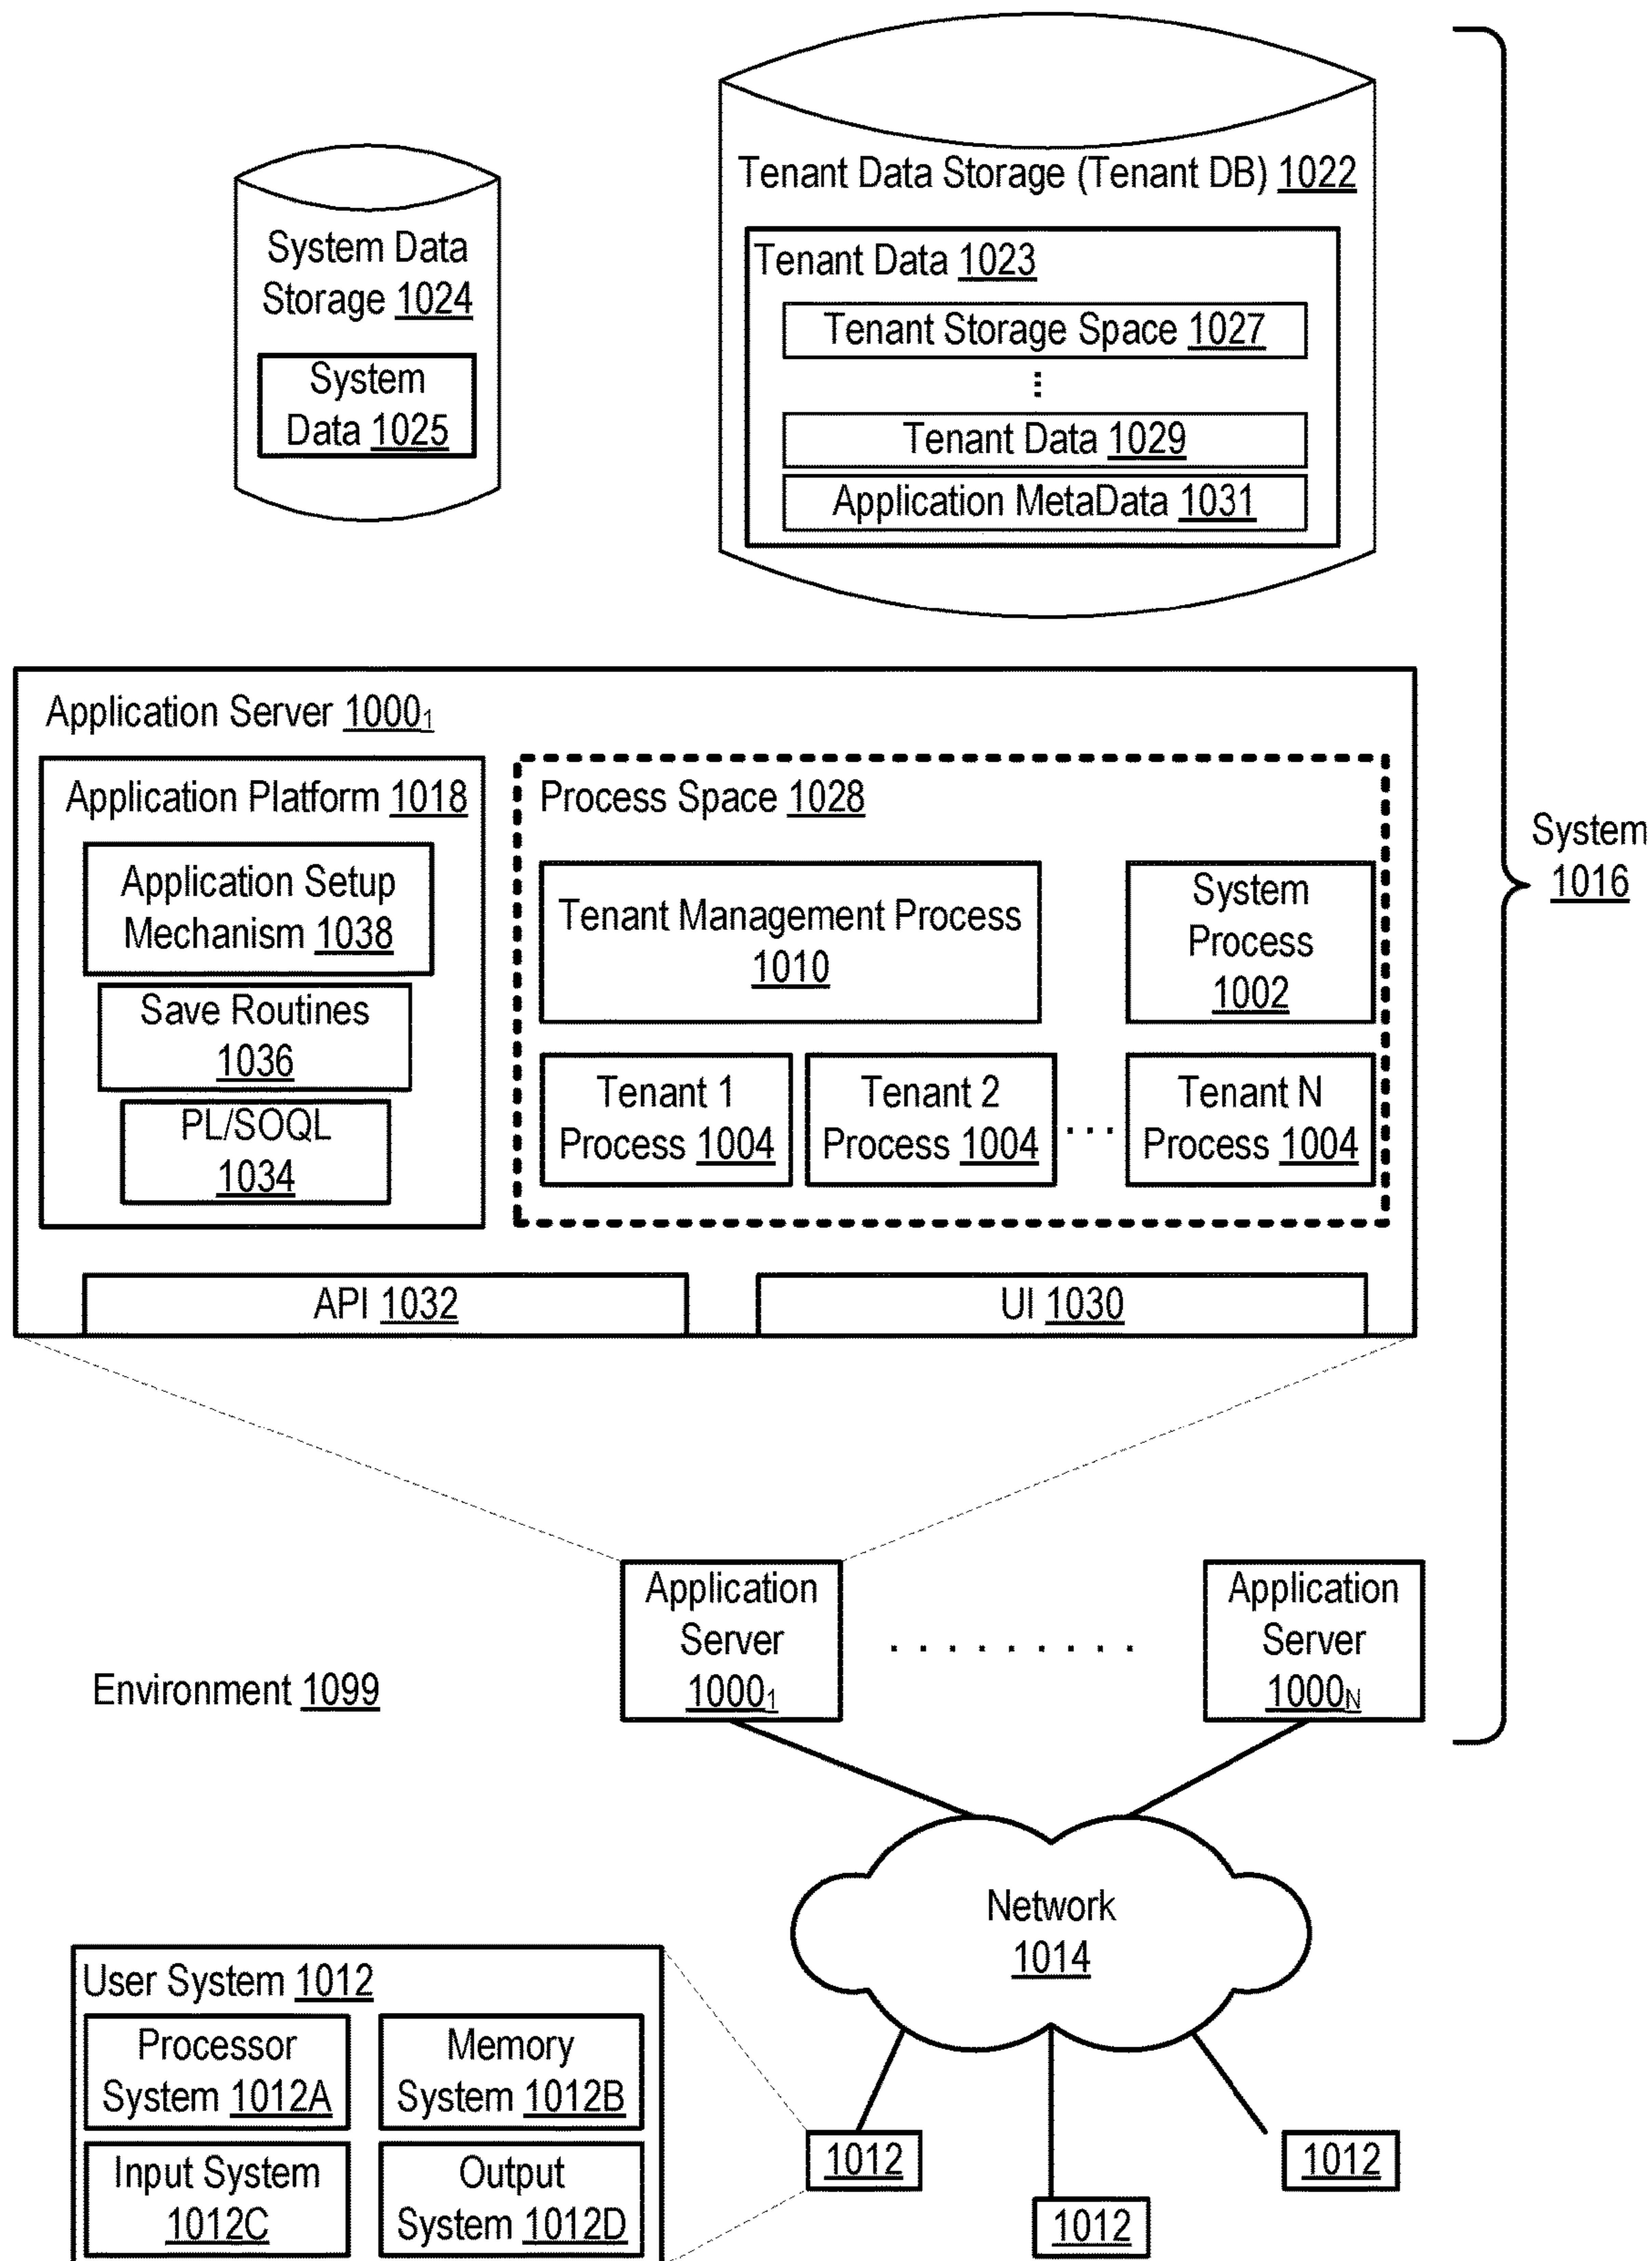 Tenant Data Storage (Tenant DB) 1022
System Data
Storage 1024
System
Data 1025
Tenant Data 1023
Tenant Storage Space 1027
Tenant Data 1029
Application MetaData 1031
Application Server 1000₁
Application Platform 1018
Application Setup
Mechanism 1038
Save Routines
1036
PL/SOQL
1034
Process Space 1028
Tenant Management Process
1010
System
Process
1002
Tenant 1
Process 1004
Tenant 2
Process 1004
...
Tenant N
Process 1004
API 1032
UI 1030
System
1016
Application
Server
1000₁
.........
Application
Server
1000N
Environment 1099
Network
1014
User System 1012
Processor
System 1012A
Memory
System 1012B
Input System
1012C
Output
System 1012D
1012
1012
1012